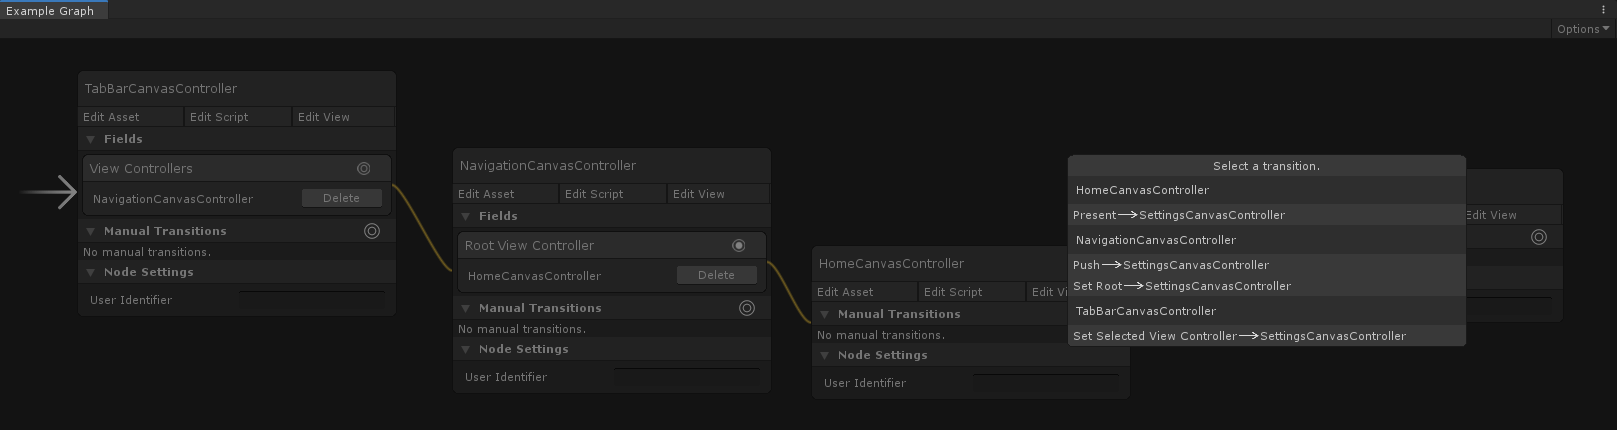 Example Graph
Options
TabBarCanvasController
Edit Asset Edit Script Edit View
Fields
View Controllers
NavigationCanvasController Delete
Manual Transitions
No manual transitions.
Node Settings
User Identifier
NavigationCanvasController
Edit Asset Edit Script Edit View
Fields
Root View Controller
HomeCanvasController Delete
Manual Transitions
No manual transitions.
Node Settings
User Identifier
HomeCanvasController
Edit Asset Edit Script Edit Vi
Manual Transitions
No manual transitions.
Node Settings
User Identifier
Select a transition.
HomeCanvasController
Present→SettingsCanvasController
NavigationCanvasController
Push→SettingsCanvasController
Set Root→SettingsCanvasController
TabBarCanvasController
Set Selected View Controller→SettingsCanvasController
Edit View